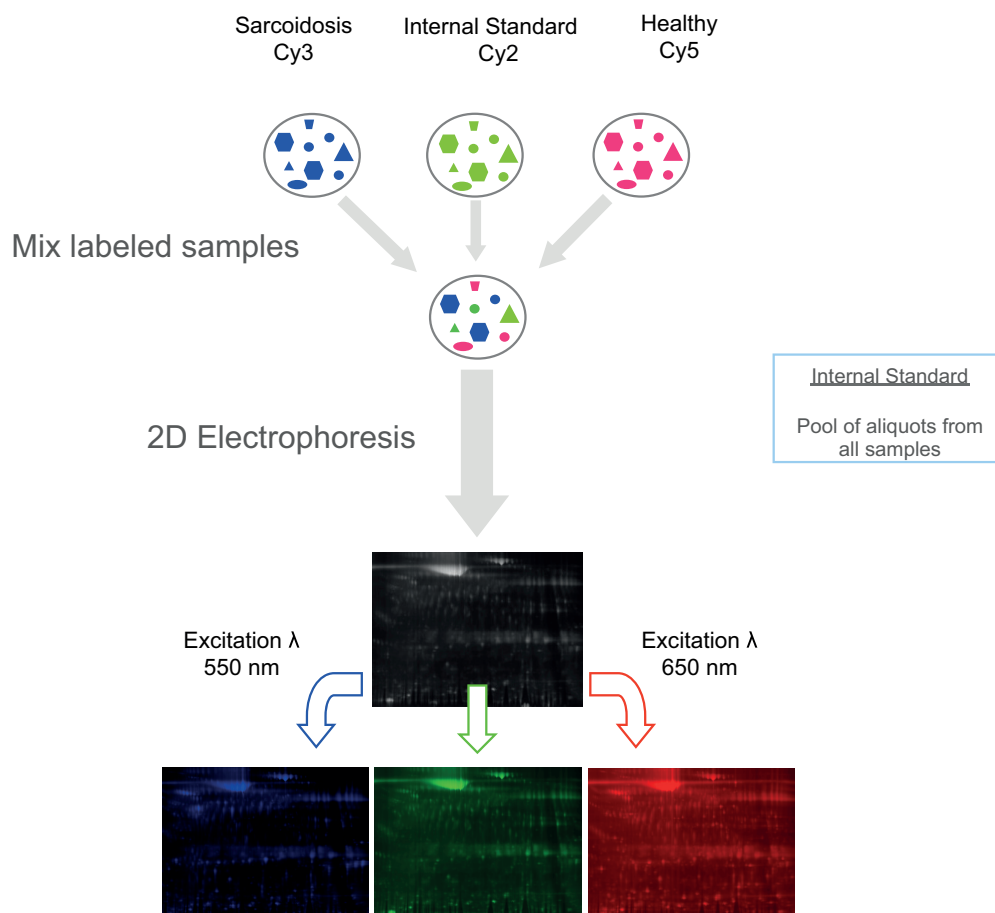 Sarcoidosis
Cy3
Internal Standard
Cy2
Healthy
Cy5
Mix labeled samples
Internal Standard
Pool of aliquots from
all samples
2D Electrophoresis
Excitation λ
550 nm
Excitation λ
650 nm